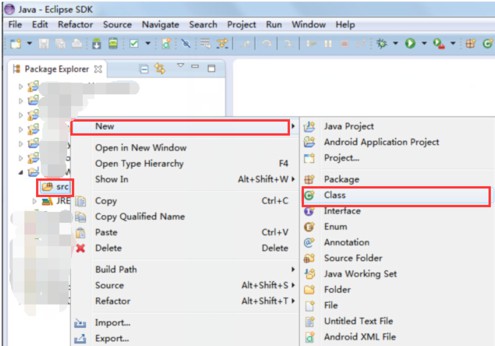 Java - Eclipse SDK
File Edit Refactor Source Navigate Search Project Run Window Help
Package Explorer
New
Open in New Window
Open Type Hierarchy F4
Show In Alt+Shift+W
src
JRE
Copy Ctrl+C
Copy Qualified Name
Paste Ctrl+V
Delete Delete
Build Path
Source Alt+Shift+S
Refactor Alt+Shift+T
Import...
Export...
Java Project
Android Application Project
Project...
Package
Class
Interface
Enum
Annotation
Source Folder
Java Working Set
Folder
File
Untitled Text File
Android XML File